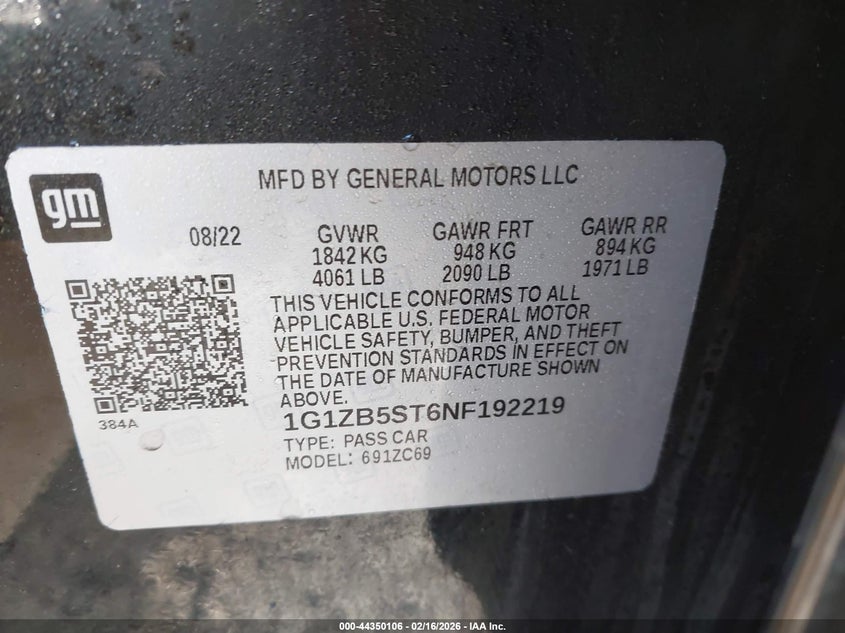 gm
MFD BY GENERAL MOTORS LLC
08/22
GVWR
1842 KG
4061 LB
GAWR FRT
948 KG
2090 LB
GAWR RR
894 KG
1971 LB
THIS VEHICLE CONFORMS TO ALL
APPLICABLE U.S. FEDERAL MOTOR
VEHICLE SAFETY, BUMPER, AND THEFT
PREVENTION STANDARDS IN EFFECT ON
THE DATE OF MANUFACTURE SHOWN
ABOVE.
384A
1G1ZB5ST6NF192219
TYPE: PASS CAR
MODEL: 691ZC69
000-44350106 - 02/16/2026 - IAA Inc.